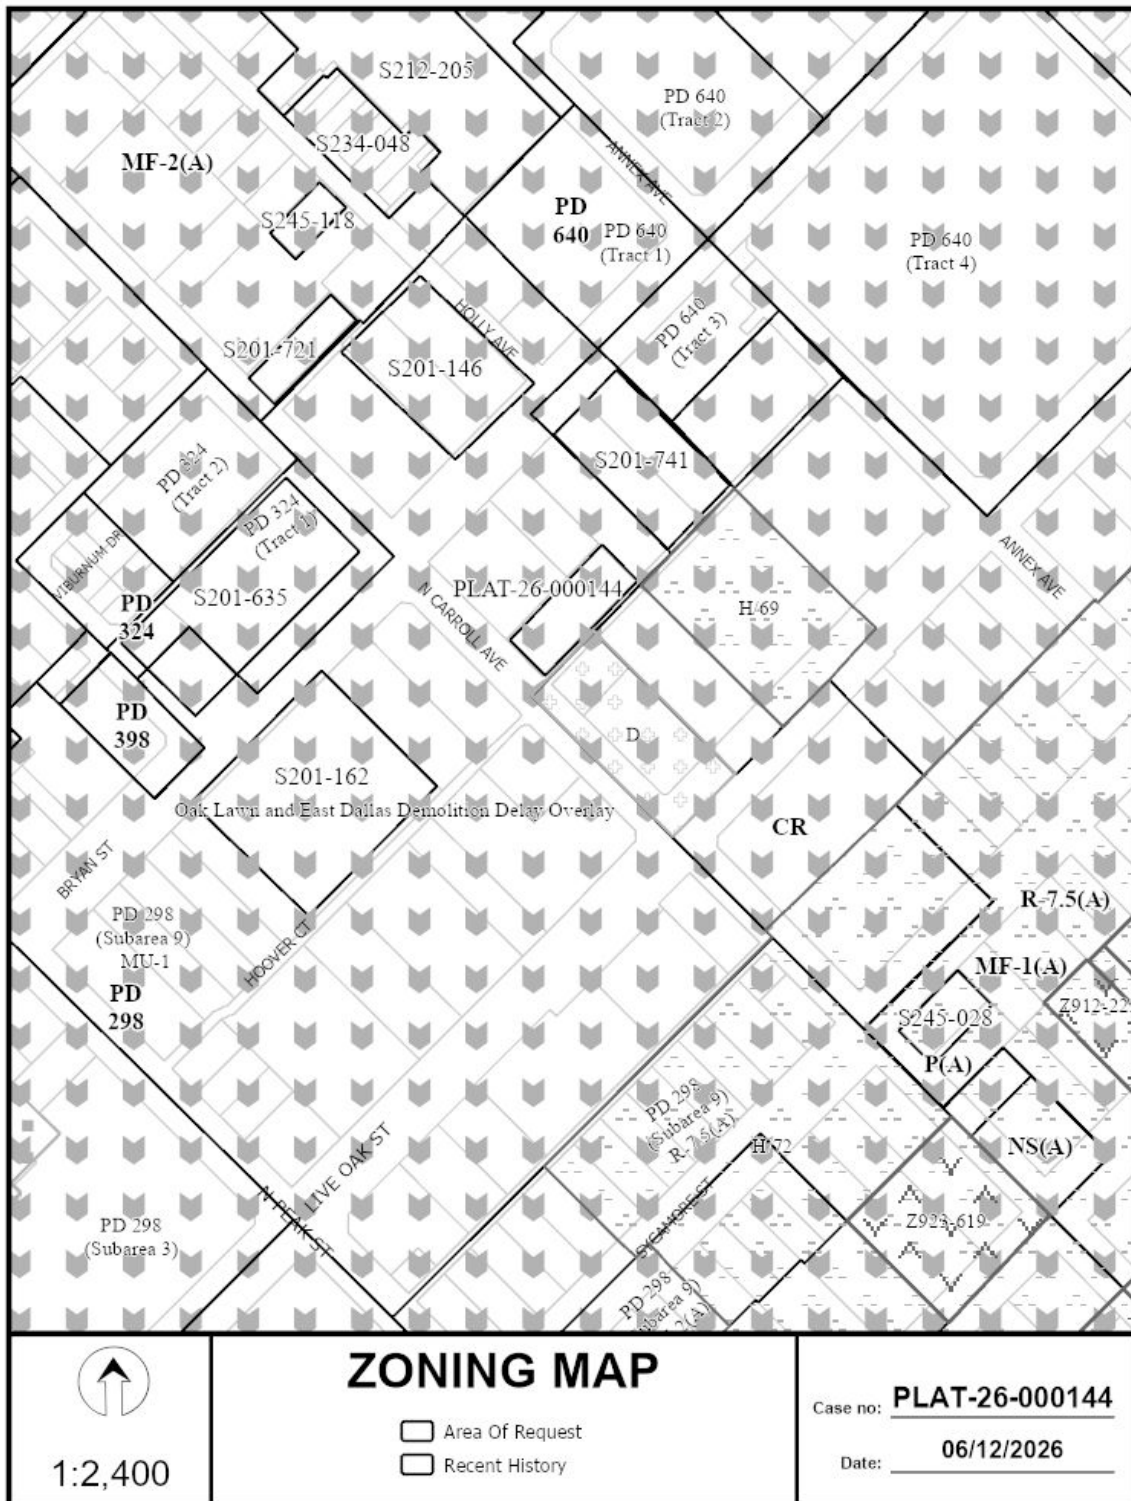 S212-205
PD 640
(Tract 2)
S234-048
ANNEX AVE
MF-2(A)
PD
640
S245-118
PD 640
(Tract 1)
PD 640
(Tract 4)
HOLLY AVE
PD 640
(Tract 3)
S201-721
S201-146
S201-741
PD 324
(Tract 2)
PD 324
(Tract 1)
VIBURNUM DR
ANNEX AVE
S201-635
PD
324
N CARROLL AVE
PLAT-26-000144
H/69
PD
398
D
S201-162
Oak Lawn and East Dallas Demolition Delay Overlay
CR
BRYAN ST
PD 298
(Subarea 9)
MU-1
HOOVER CT
R-7.5(A)
MF-1(A)
PD
298
Z912-22
S245-028
P(A)
PD 298
(Subarea 9)
R-7.5(A)
H/72
NS(A)
LIVE OAK ST
N PEAK ST
SYCAMORE ST
Z923-619
PD 298
(Subarea 3)
PD 298
(Subarea 9)
1:2,400
ZONING MAP
Area Of Request
Recent History
Case no: PLAT-26-000144
Date: 06/12/2026